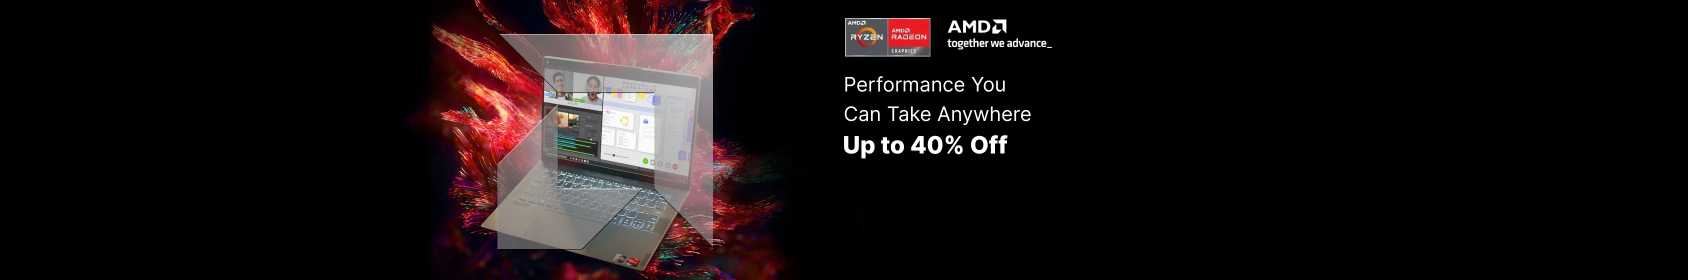 AMD
RYZEN
AMD
RADEON
GRAPHICS
AMD
together we advance_
Performance You
Can Take Anywhere
Up to 40% Off